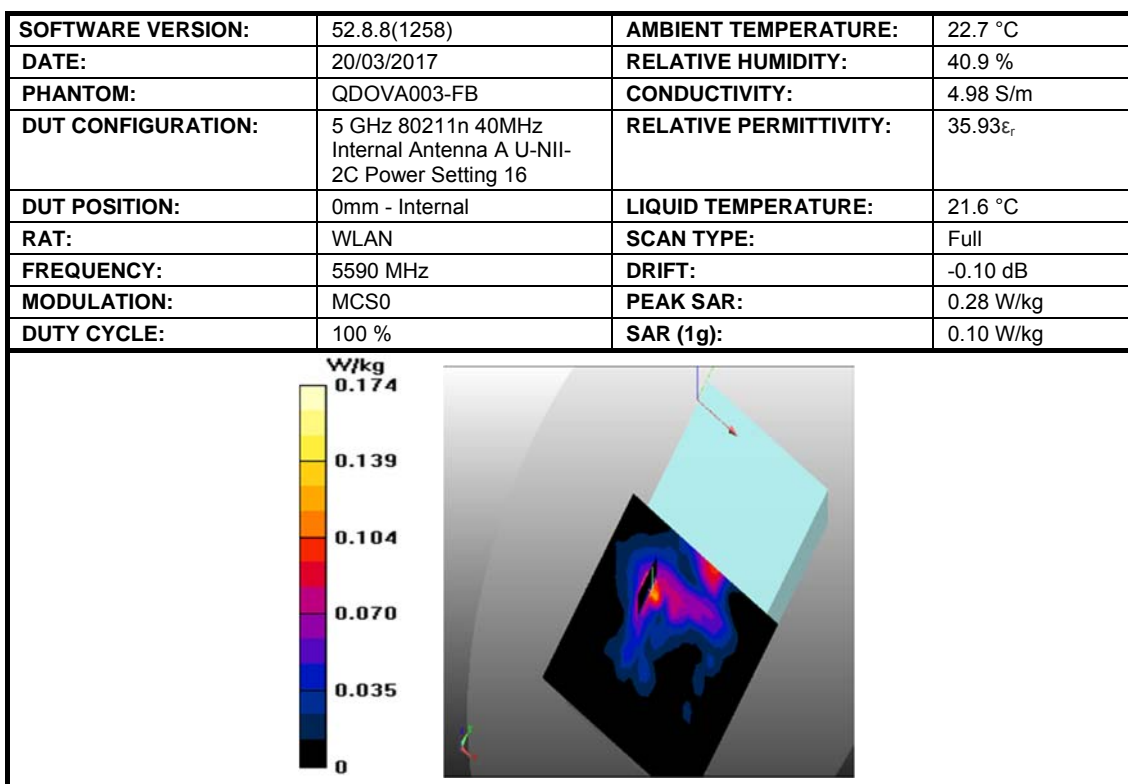 SOFTWARE VERSION: 52.8.8(1258) AMBIENT TEMPERATURE: 22.7 °C
DATE: 20/03/2017 RELATIVE HUMIDITY: 40.9 %
PHANTOM: QDOVA003-FB CONDUCTIVITY: 4.98 S/m
DUT CONFIGURATION: 5 GHz 80211n 40MHz RELATIVE PERMITTIVITY: 35.93εr
Internal Antenna A U-NII-
2C Power Setting 16
DUT POSITION: 0mm - Internal LIQUID TEMPERATURE: 21.6 °C
RAT: WLAN SCAN TYPE: Full
FREQUENCY: 5590 MHz DRIFT: -0.10 dB
MODULATION: MCS0 PEAK SAR: 0.28 W/kg
DUTY CYCLE: 100 % SAR (1g): 0.10 W/kg
W/kg
0.174
0.139
0.104
0.070
0.035
0